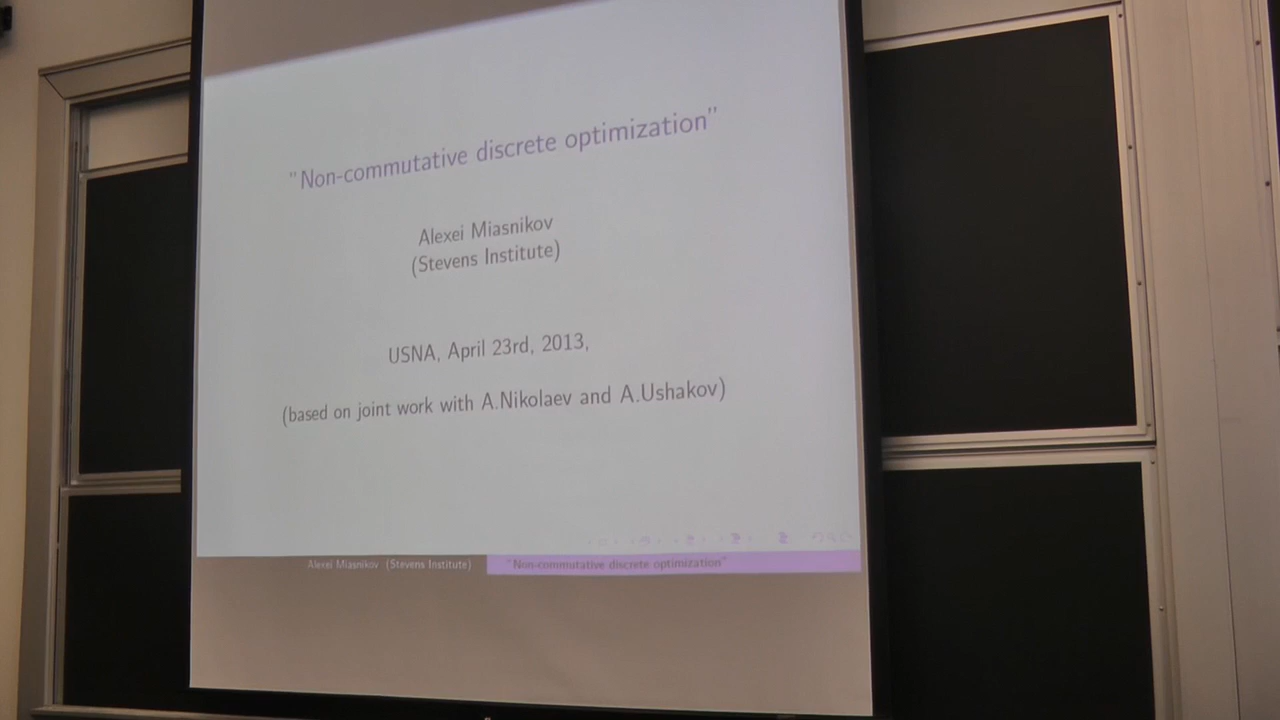 "Non-commutative discrete optimization"
Alexei Miasnikov
(Stevens Institute)
USNA, April 23rd, 2013,
(based on joint work with A.Nikolaev and A.Ushakov)
Alexei Miasnikov (Stevens Institute)
"Non-commutative discrete optimization"